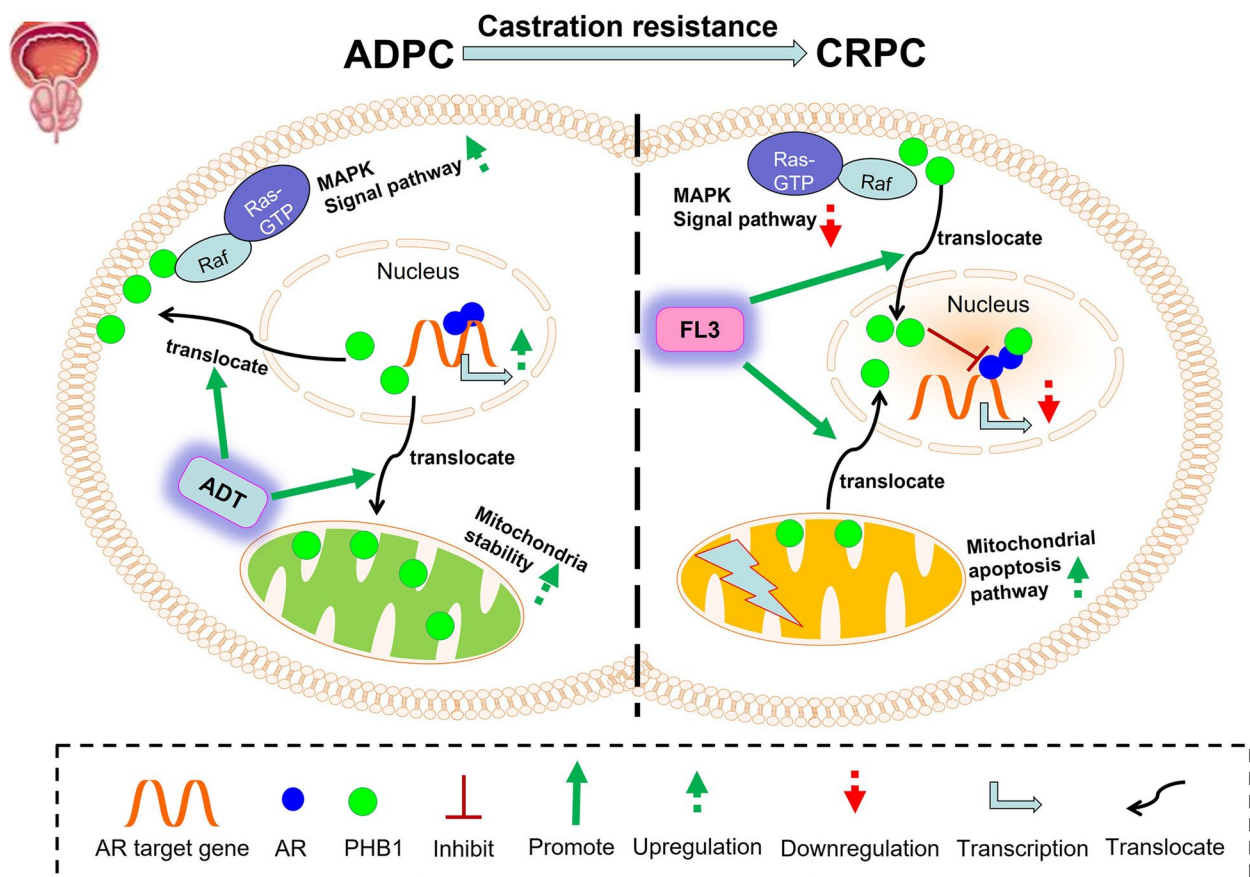 Castration resistance
ADPC
CRPC
MAPK
Signal pathway
Ras-
GTP
Raf
Nucleus
translocate
translocate
ADT
Mitochondria
stability
Ras-
GTP
Raf
MAPK
Signal pathway
translocate
FL3
Nucleus
translocate
Mitochondrial
apoptosis
pathway
AR target gene
AR
PHB1
Inhibit
Promote
Upregulation
Downregulation
Transcription
Translocate